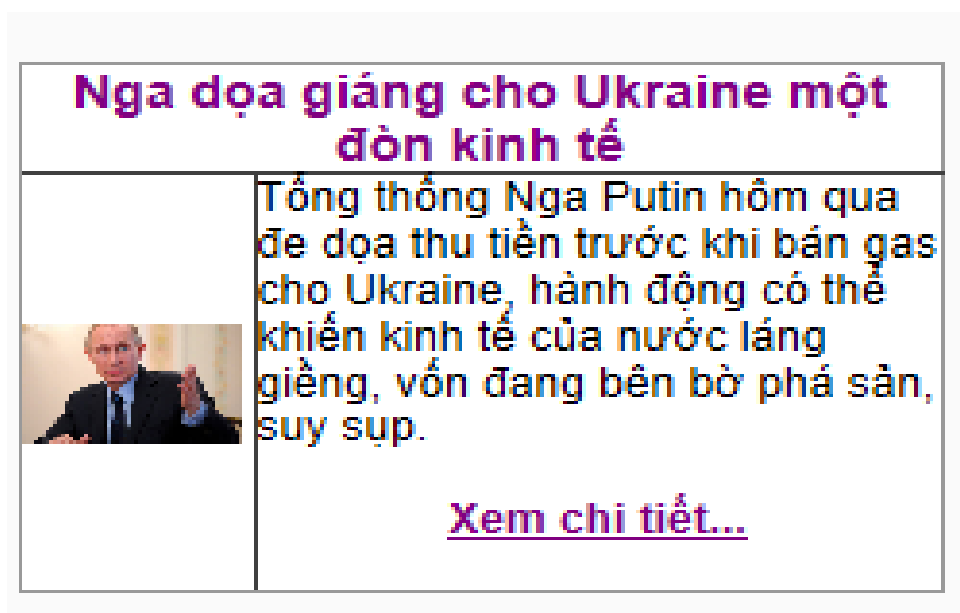 Nga dọa giáng cho Ukraine một
đòn kinh tế
Tổng thống Nga Putin hôm qua
đe dọa thu tiền trước khi bán gas
cho Ukraine, hành động có thể
khiến kinh tế của nước láng
giềng, vốn đang bên bờ phá sản,
suy sụp.
Xem chi tiết...